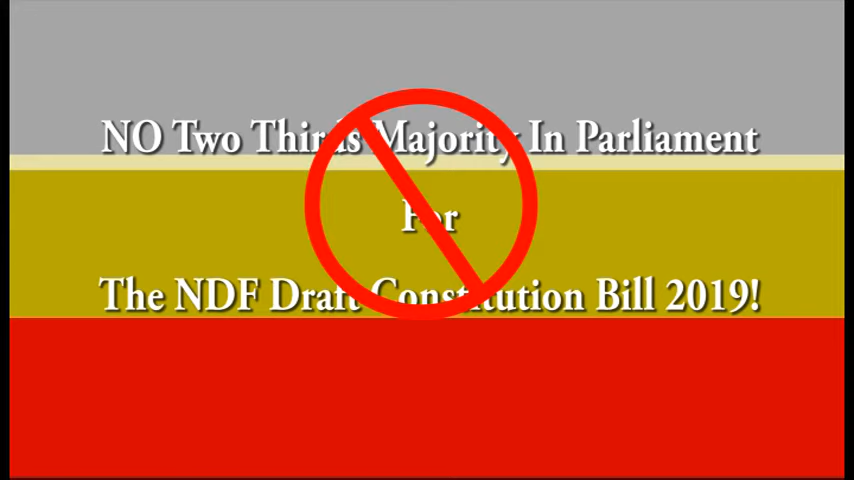 NO Two Thirds Majority In Parliament
For
The NDF Draft Constitution Bill 2019!